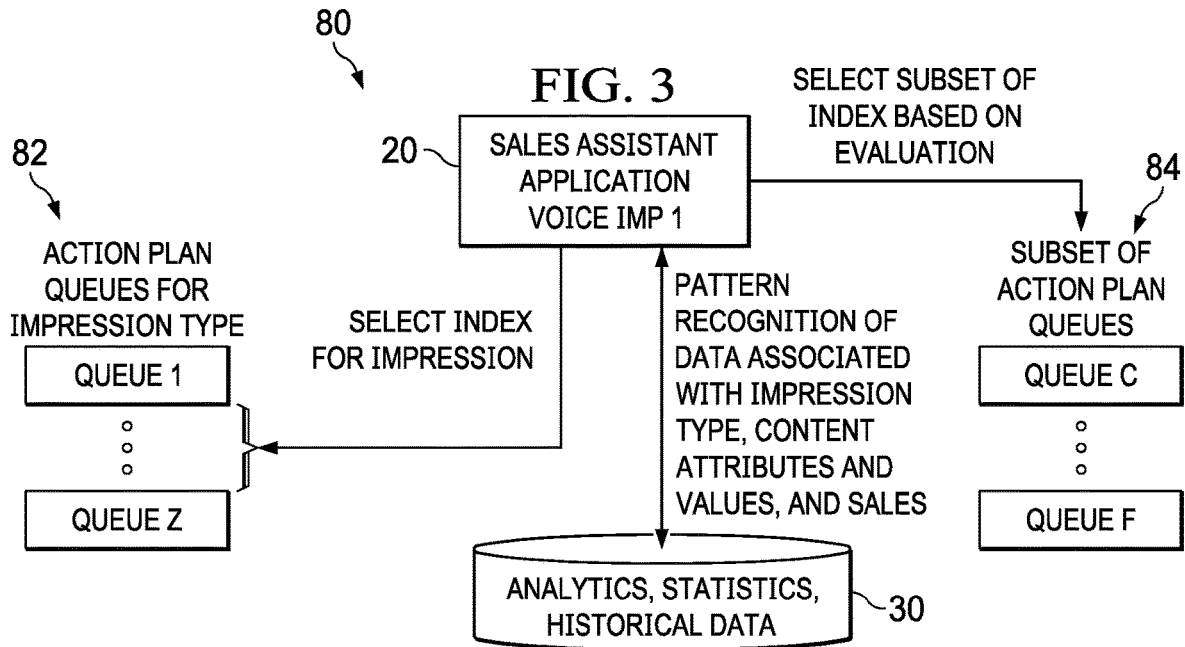 80
FIG. 3
SELECT SUBSET OF
INDEX BASED ON
EVALUATION
82
20
SALES ASSISTANT
APPLICATION
VOICE IMP 1
84
ACTION PLAN
QUEUES FOR
IMPRESSION TYPE
QUEUE 1
QUEUE Z
SELECT INDEX
FOR IMPRESSION
PATTERN
RECOGNITION OF
DATA ASSOCIATED
WITH IMPRESSION
TYPE, CONTENT
ATTRIBUTES AND
VALUES, AND SALES
SUBSET OF
ACTION PLAN
QUEUES
QUEUE C
QUEUE F
ANALYTICS, STATISTICS,
HISTORICAL DATA
30